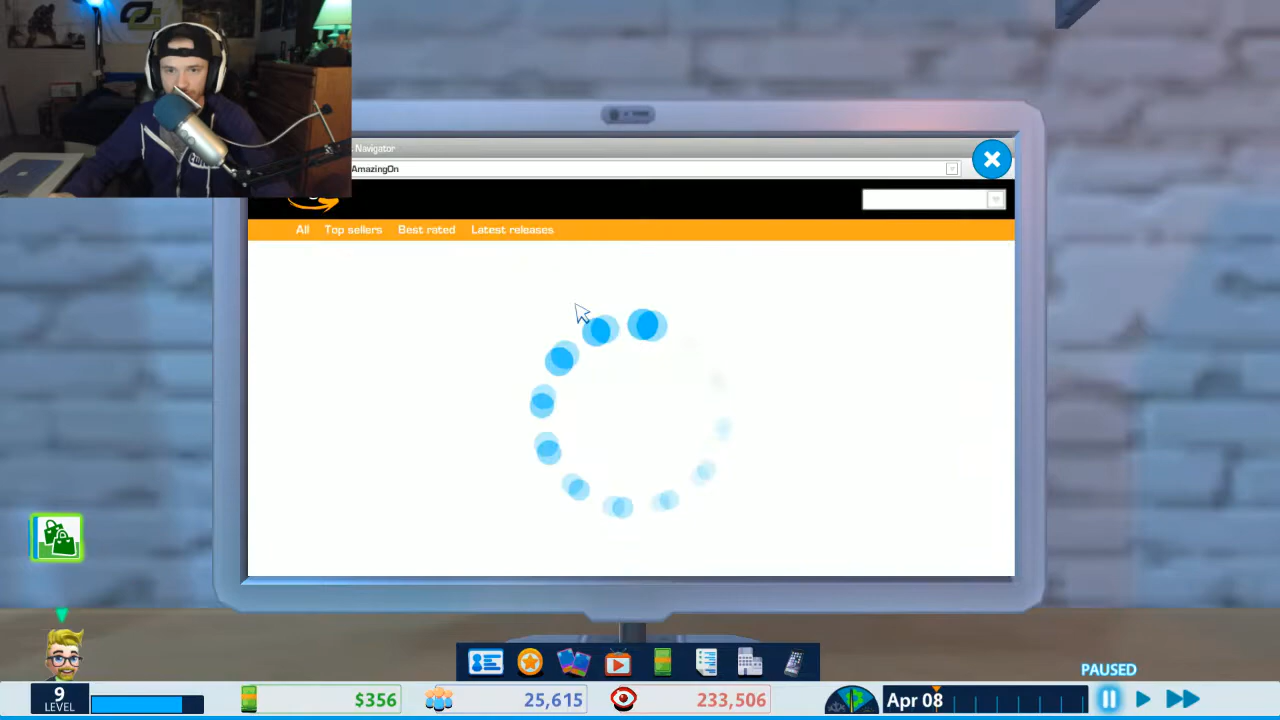 Navigator
AmazingOn
All Top sellers Best rated Latest releases
PAUSED
9
LEVEL
$356
25,615
233,506
Apr 08